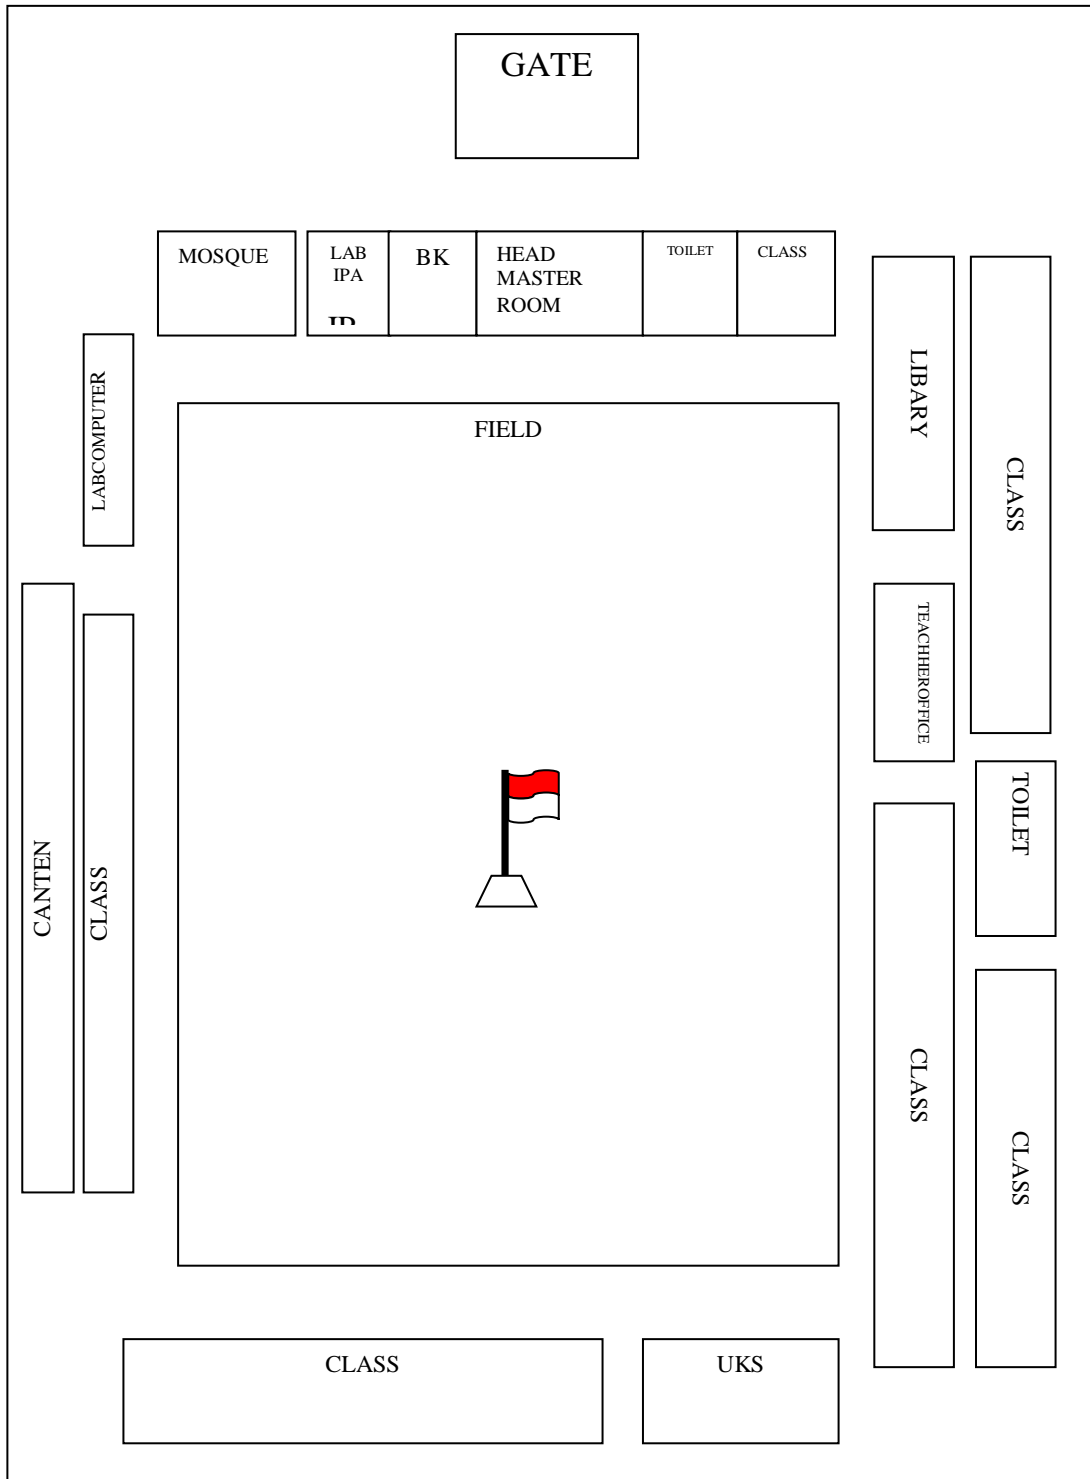 GATE
MOSQUE
LAB
IPA
BK
HEAD
MASTER
ROOM
TOILET
CLASS
LIBARY
CLASS
LABCOMPUTER
FIELD
TEACHHEROFFICE
TOILET
CANTEN
CLASS
CLASS
CLASS
CLASS
UKS